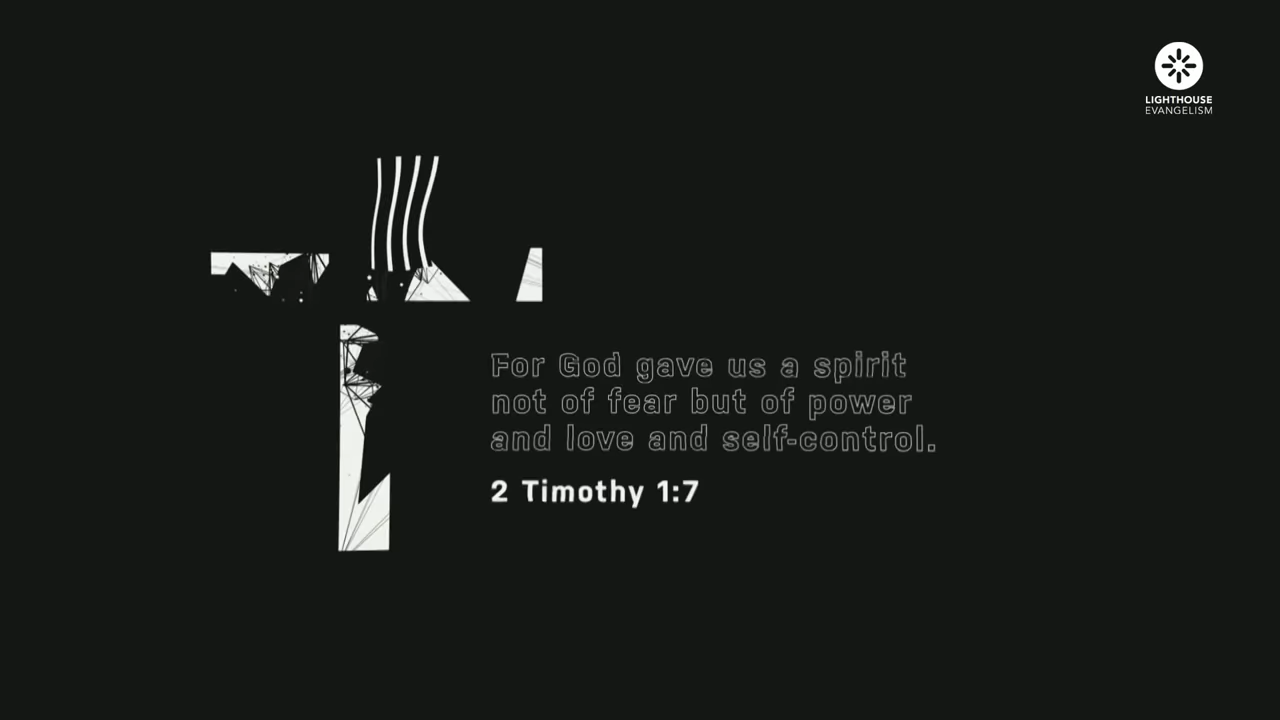 LIGHTHOUSE
EVANGELISM
For God gave us a spirit
not of fear but of power
and love and self-control.
2 Timothy 1:7